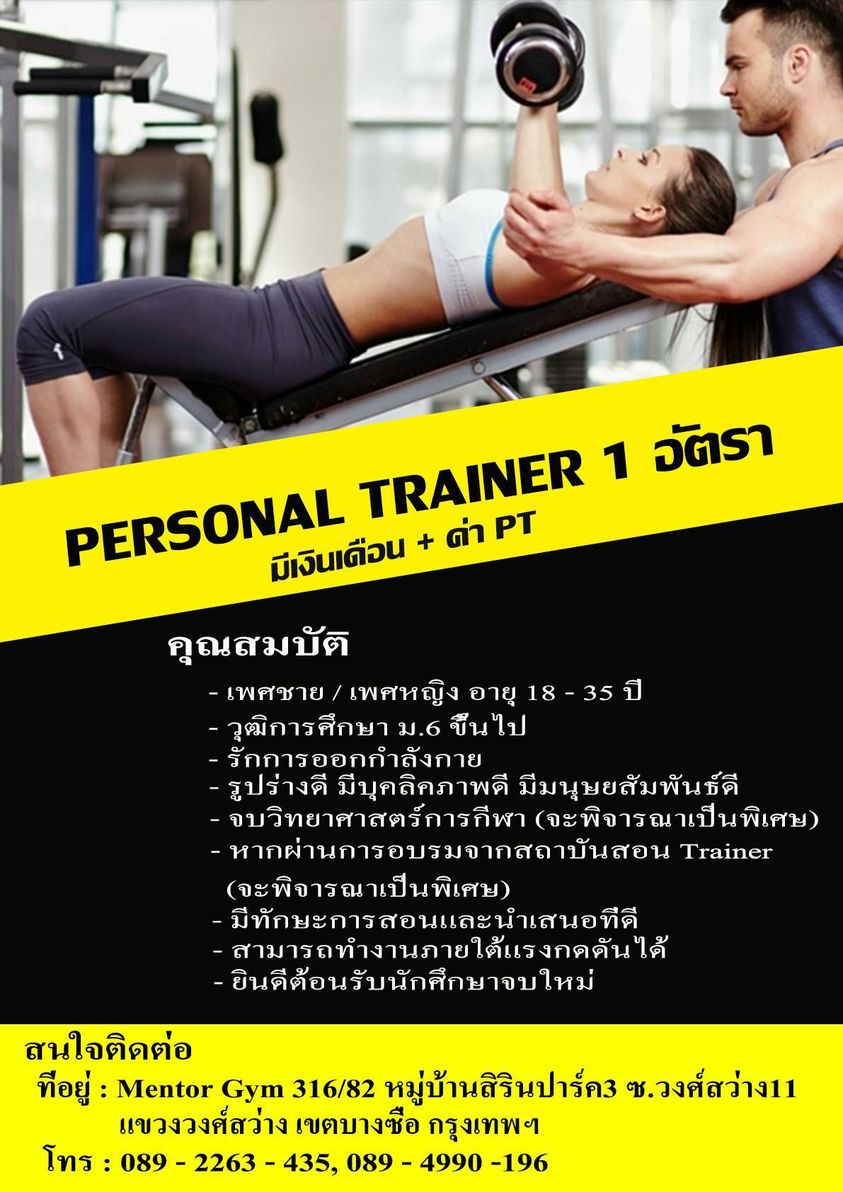 PERSONAL TRAINER 1 อัตรา
มีเงินเดือน + ค่า PT
คุณสมบัติ
- เพศชาย / เพศหญิง อายุ 18 - 35 ปี
- วุฒิการศึกษา ม.6 ขึ้นไป
- รักการออกกำลังกาย
- รูปร่างดี มีบุคลิคภาพดี มีมนุษยสัมพันธ์ดี
- จบวิทยาศาสตร์การกีฬา (จะพิจารณาเป็นพิเศษ)
- หากผ่านการอบรมจากสถาบันสอน Trainer
(จะพิจารณาเป็นพิเศษ)
- มีทักษะการสอนและนำเสนอที่ดี
- สามารถทำงานภายใต้แรงกดดันได้
- ยินดีต้อนรับนักศึกษาจบใหม่
สนใจติดต่อ
ที่อยู่ : Mentor Gym 316/82 หมู่บ้านสิรินปาร์ค3 ซ.วงศ์สว่าง11
แขวงวงศ์สว่าง เขตบางซื่อ กรุงเทพฯ
โทร : 089 - 2263 - 435, 089 - 4990 -196